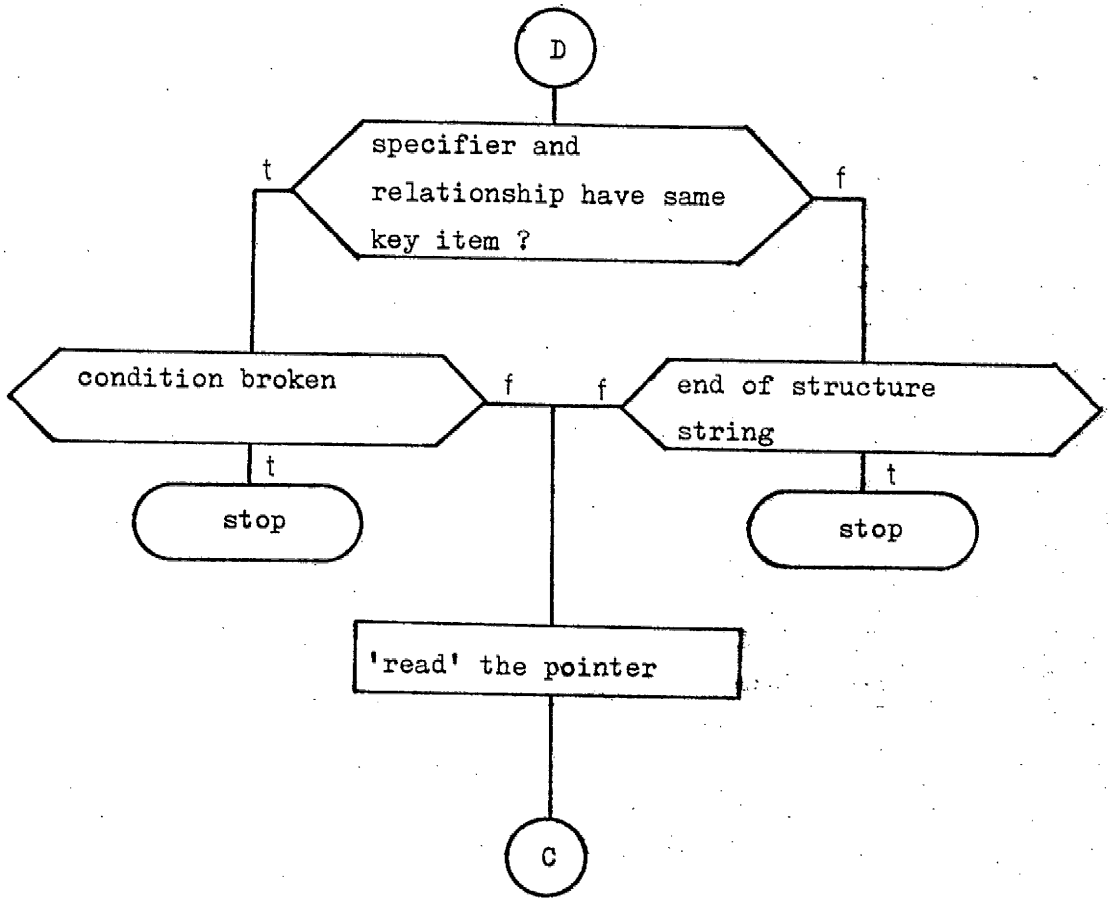 D
specifier and
t
relationship have same
f
key item ?
condition broken
f
f
end of structure
string
t
t
stop
stop
'read' the pointer
C